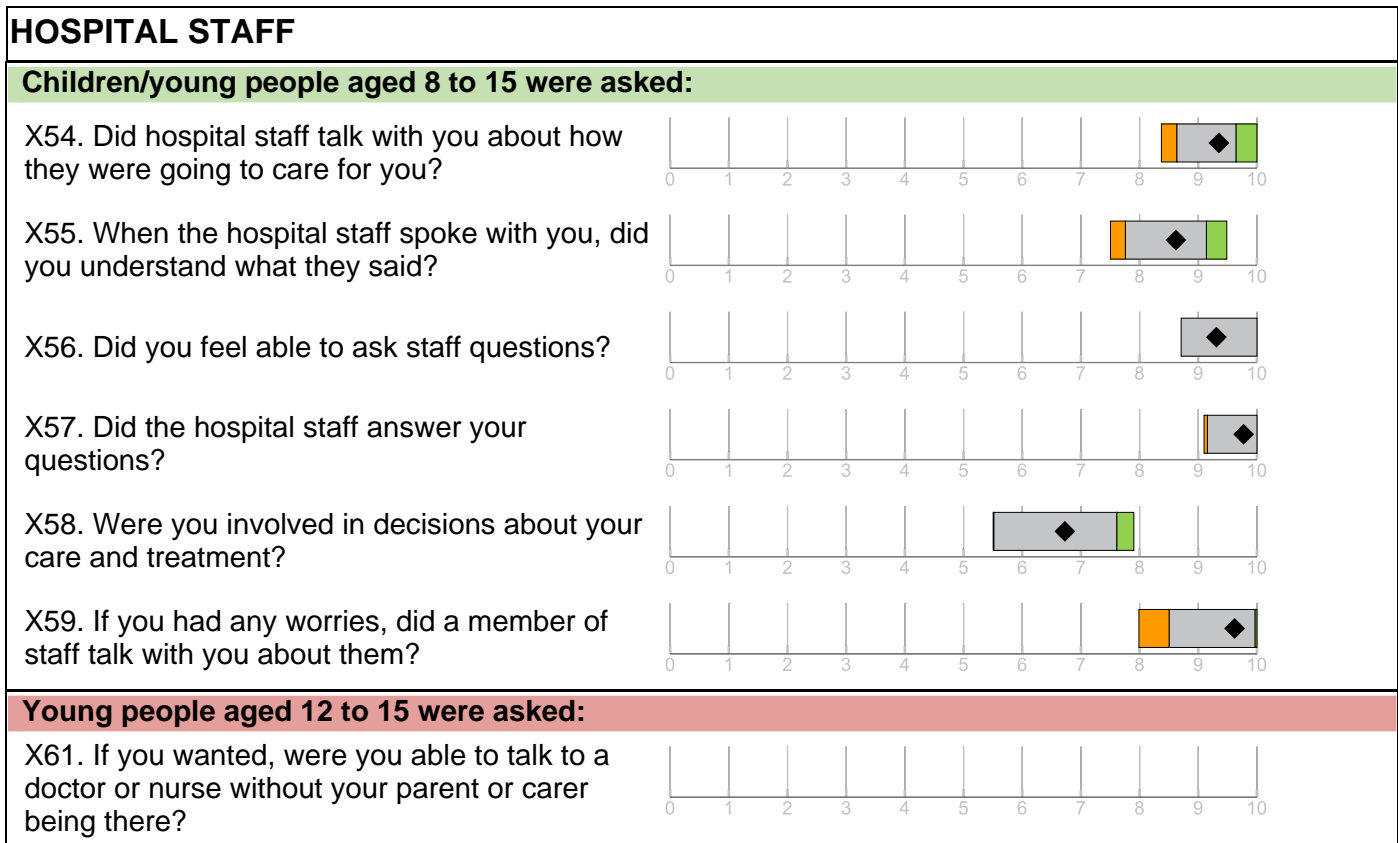 HOSPITAL STAFF
Children/young people aged 8 to 15 were asked:
X54. Did hospital staff talk with you about how
they were going to care for you?
0 1 2 3 4 5 6 7 8 9 10
X55. When the hospital staff spoke with you, did
you understand what they said?
0 1 2 3 4 5 6 7 8 9 10
X56. Did you feel able to ask staff questions?
0 1 2 3 4 5 6 7 8 9 10
X57. Did the hospital staff answer your
questions?
0 1 2 3 4 5 6 7 8 9 10
X58. Were you involved in decisions about your
care and treatment?
0 1 2 3 4 5 6 7 8 9 10
X59. If you had any worries, did a member of
staff talk with you about them?
0 1 2 3 4 5 6 7 8 9 10
Young people aged 12 to 15 were asked:
X61. If you wanted, were you able to talk to a
doctor or nurse without your parent or carer
being there?
0 1 2 3 4 5 6 7 8 9 10